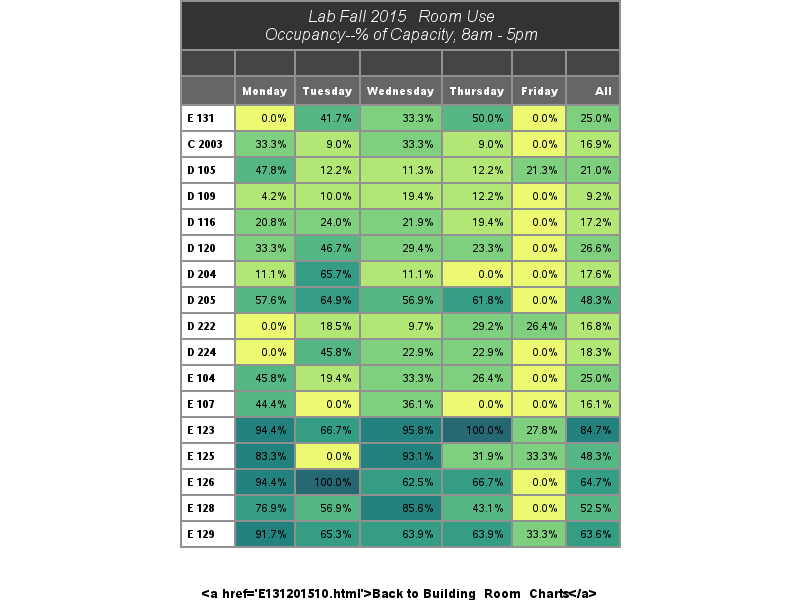 Lab Fall 2015 Room Use
Occupancy--% of Capacity, 8am - 5pm
Monday Tuesday Wednesday Thursday Friday All
E 131 0.0% 41.7% 33.3% 50.0% 0.0% 25.0%
C 2003 33.3% 9.0% 33.3% 9.0% 0.0% 16.9%
D 105 47.8% 12.2% 11.3% 12.2% 21.3% 21.0%
D 109 4.2% 10.0% 19.4% 12.2% 0.0% 9.2%
D 116 20.8% 24.0% 21.9% 19.4% 0.0% 17.2%
D 120 33.3% 46.7% 29.4% 23.3% 0.0% 26.6%
D 204 11.1% 65.7% 11.1% 0.0% 0.0% 17.6%
D 205 57.6% 64.9% 56.9% 61.8% 0.0% 48.3%
D 222 0.0% 18.5% 9.7% 29.2% 26.4% 16.8%
D 224 0.0% 45.8% 22.9% 22.9% 0.0% 18.3%
E 104 45.8% 19.4% 33.3% 26.4% 0.0% 25.0%
E 107 44.4% 0.0% 36.1% 0.0% 0.0% 16.1%
E 123 94.4% 66.7% 95.8% 100.0% 27.8% 84.7%
E 125 83.3% 0.0% 93.1% 31.9% 33.3% 48.3%
E 126 94.4% 100.0% 62.5% 66.7% 0.0% 64.7%
E 128 76.9% 56.9% 85.6% 43.1% 0.0% 52.5%
E 129 91.7% 65.3% 63.9% 63.9% 33.3% 63.6%
<a href='E131201510.html'>Back to Building_Room_Charts</a>